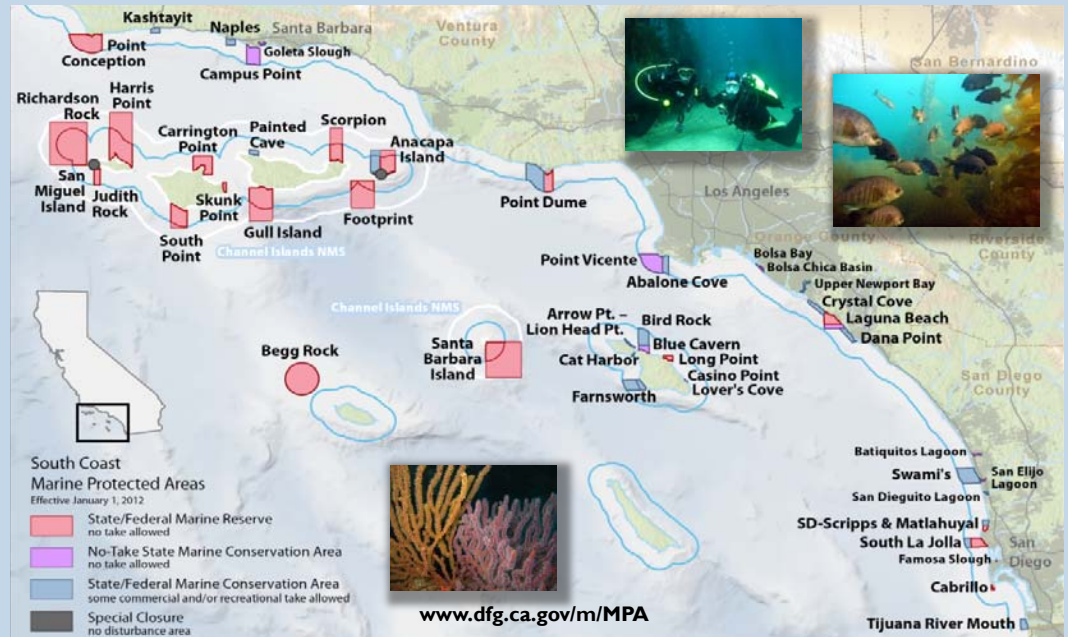 Kashtayit
Naples
Santa Barbara
Ventura
County
Point
Conception
Goleta Slough
Campus Point
San Bernardino
Richardson
Rock
Harris
Point
Carrington
Point
Painted
Cave
Scorpion
Anacapa
Island
San
Miguel
Island
Judith
Rock
Skunk
Point
South
Point
Gull Island
Footprint
Channel Islands NMS
Point Dume
Los Angeles
Orange County
Riverside
County
Point Vicente
Abalone Cove
Bolsa Bay
Bolsa Chica Basin
Upper Newport Bay
Crystal Cove
Laguna Beach
Dana Point
Channel Islands NMS
Begg Rock
Santa
Barbara
Island
Arrow Pt. –
Lion Head Pt.
Bird Rock
Blue Cavern
Cat Harbor
Long Point
Casino Point
Lover's Cove
Farnsworth
San Diego
County
Batiquitos Lagoon
Swami's
San Elijo
Lagoon
San Dieguito Lagoon
SD-Scripps & Matlahuyal
South La Jolla
San
Diego
Famosa Slough
Cabrillo
Tijuana River Mouth
South Coast
Marine Protected Areas
Effective January 1, 2012
State/Federal Marine Reserve
no take allowed
No-Take State Marine Conservation Area
no take allowed
State/Federal Marine Conservation Area
some commercial and/or recreational take allowed
Special Closure
no disturbance area
www.dfg.ca.gov/m/MPA